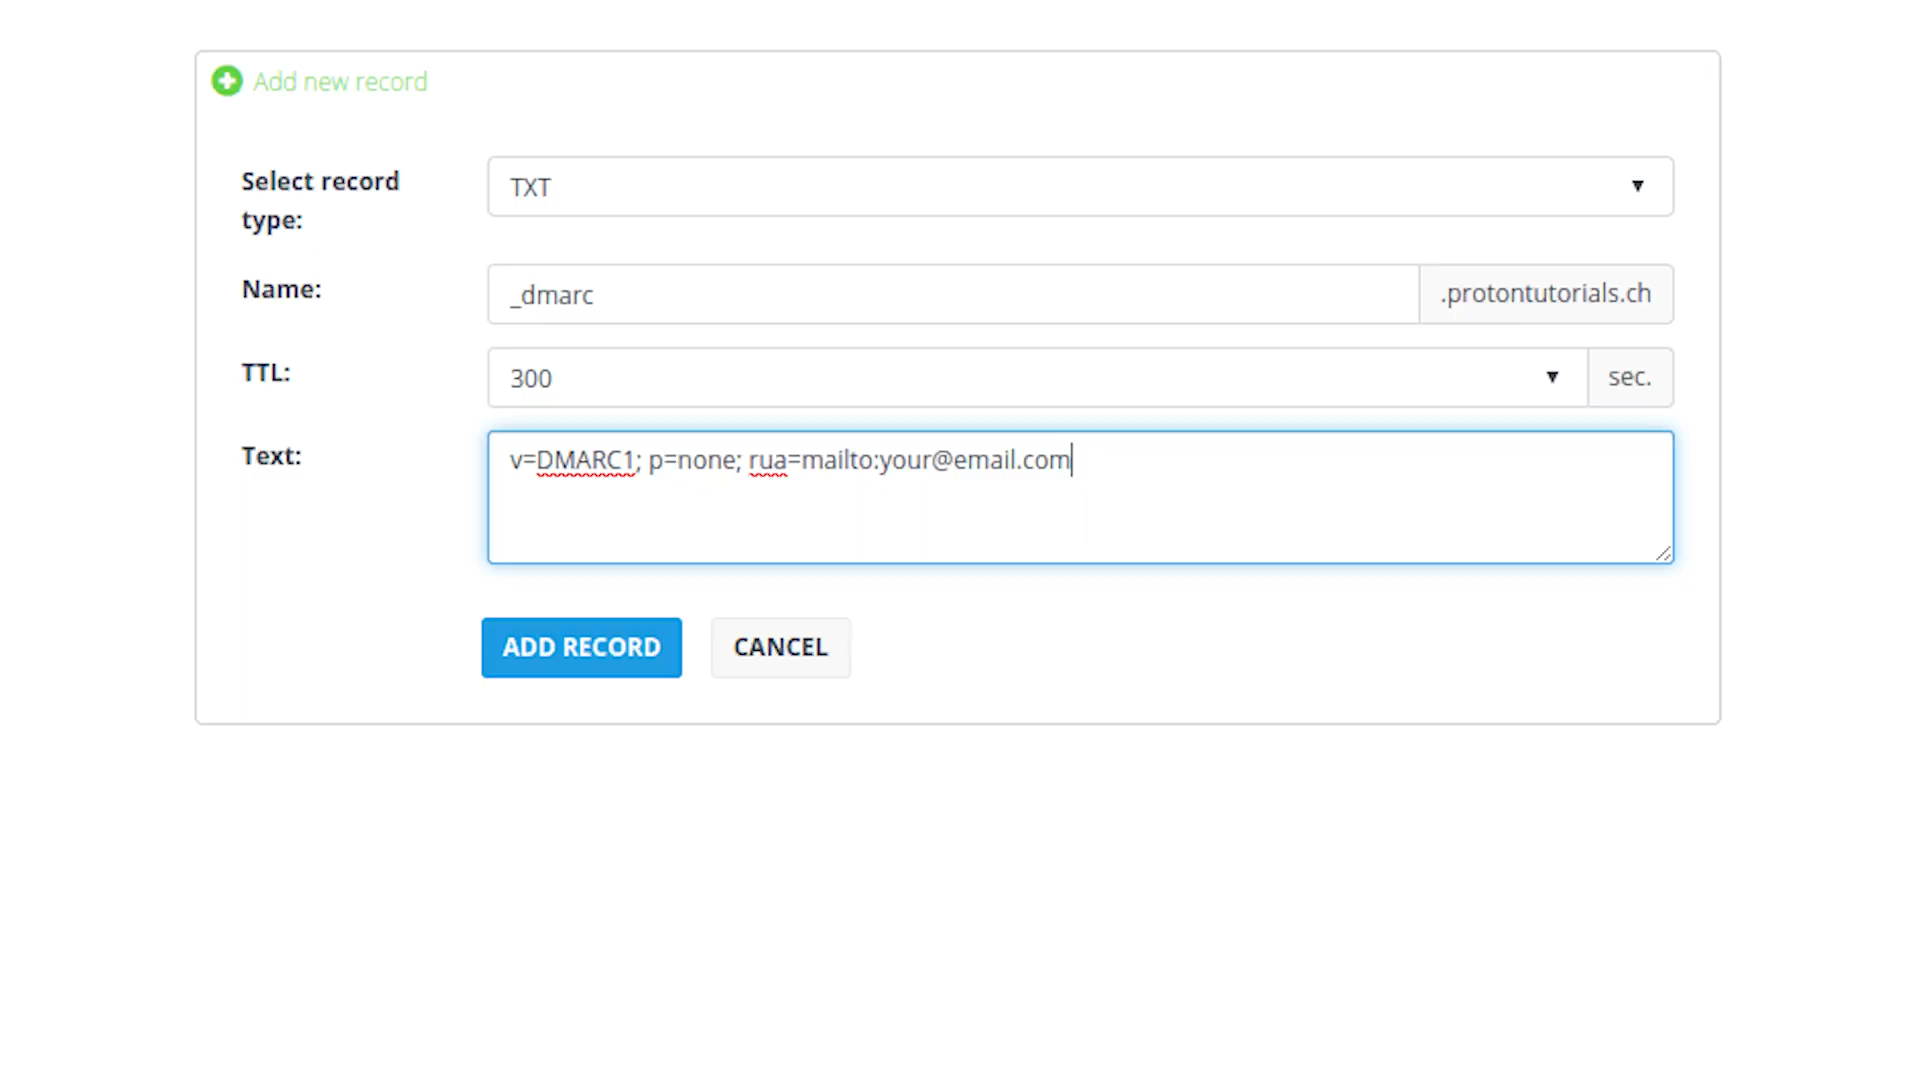 Add new record
Select record
type:
TXT
Name:
_dmarc
.protontutorials.ch
TTL:
300
sec.
Text:
v=DMARC1; p=none; rua=mailto:your@email.com
ADD RECORD
CANCEL